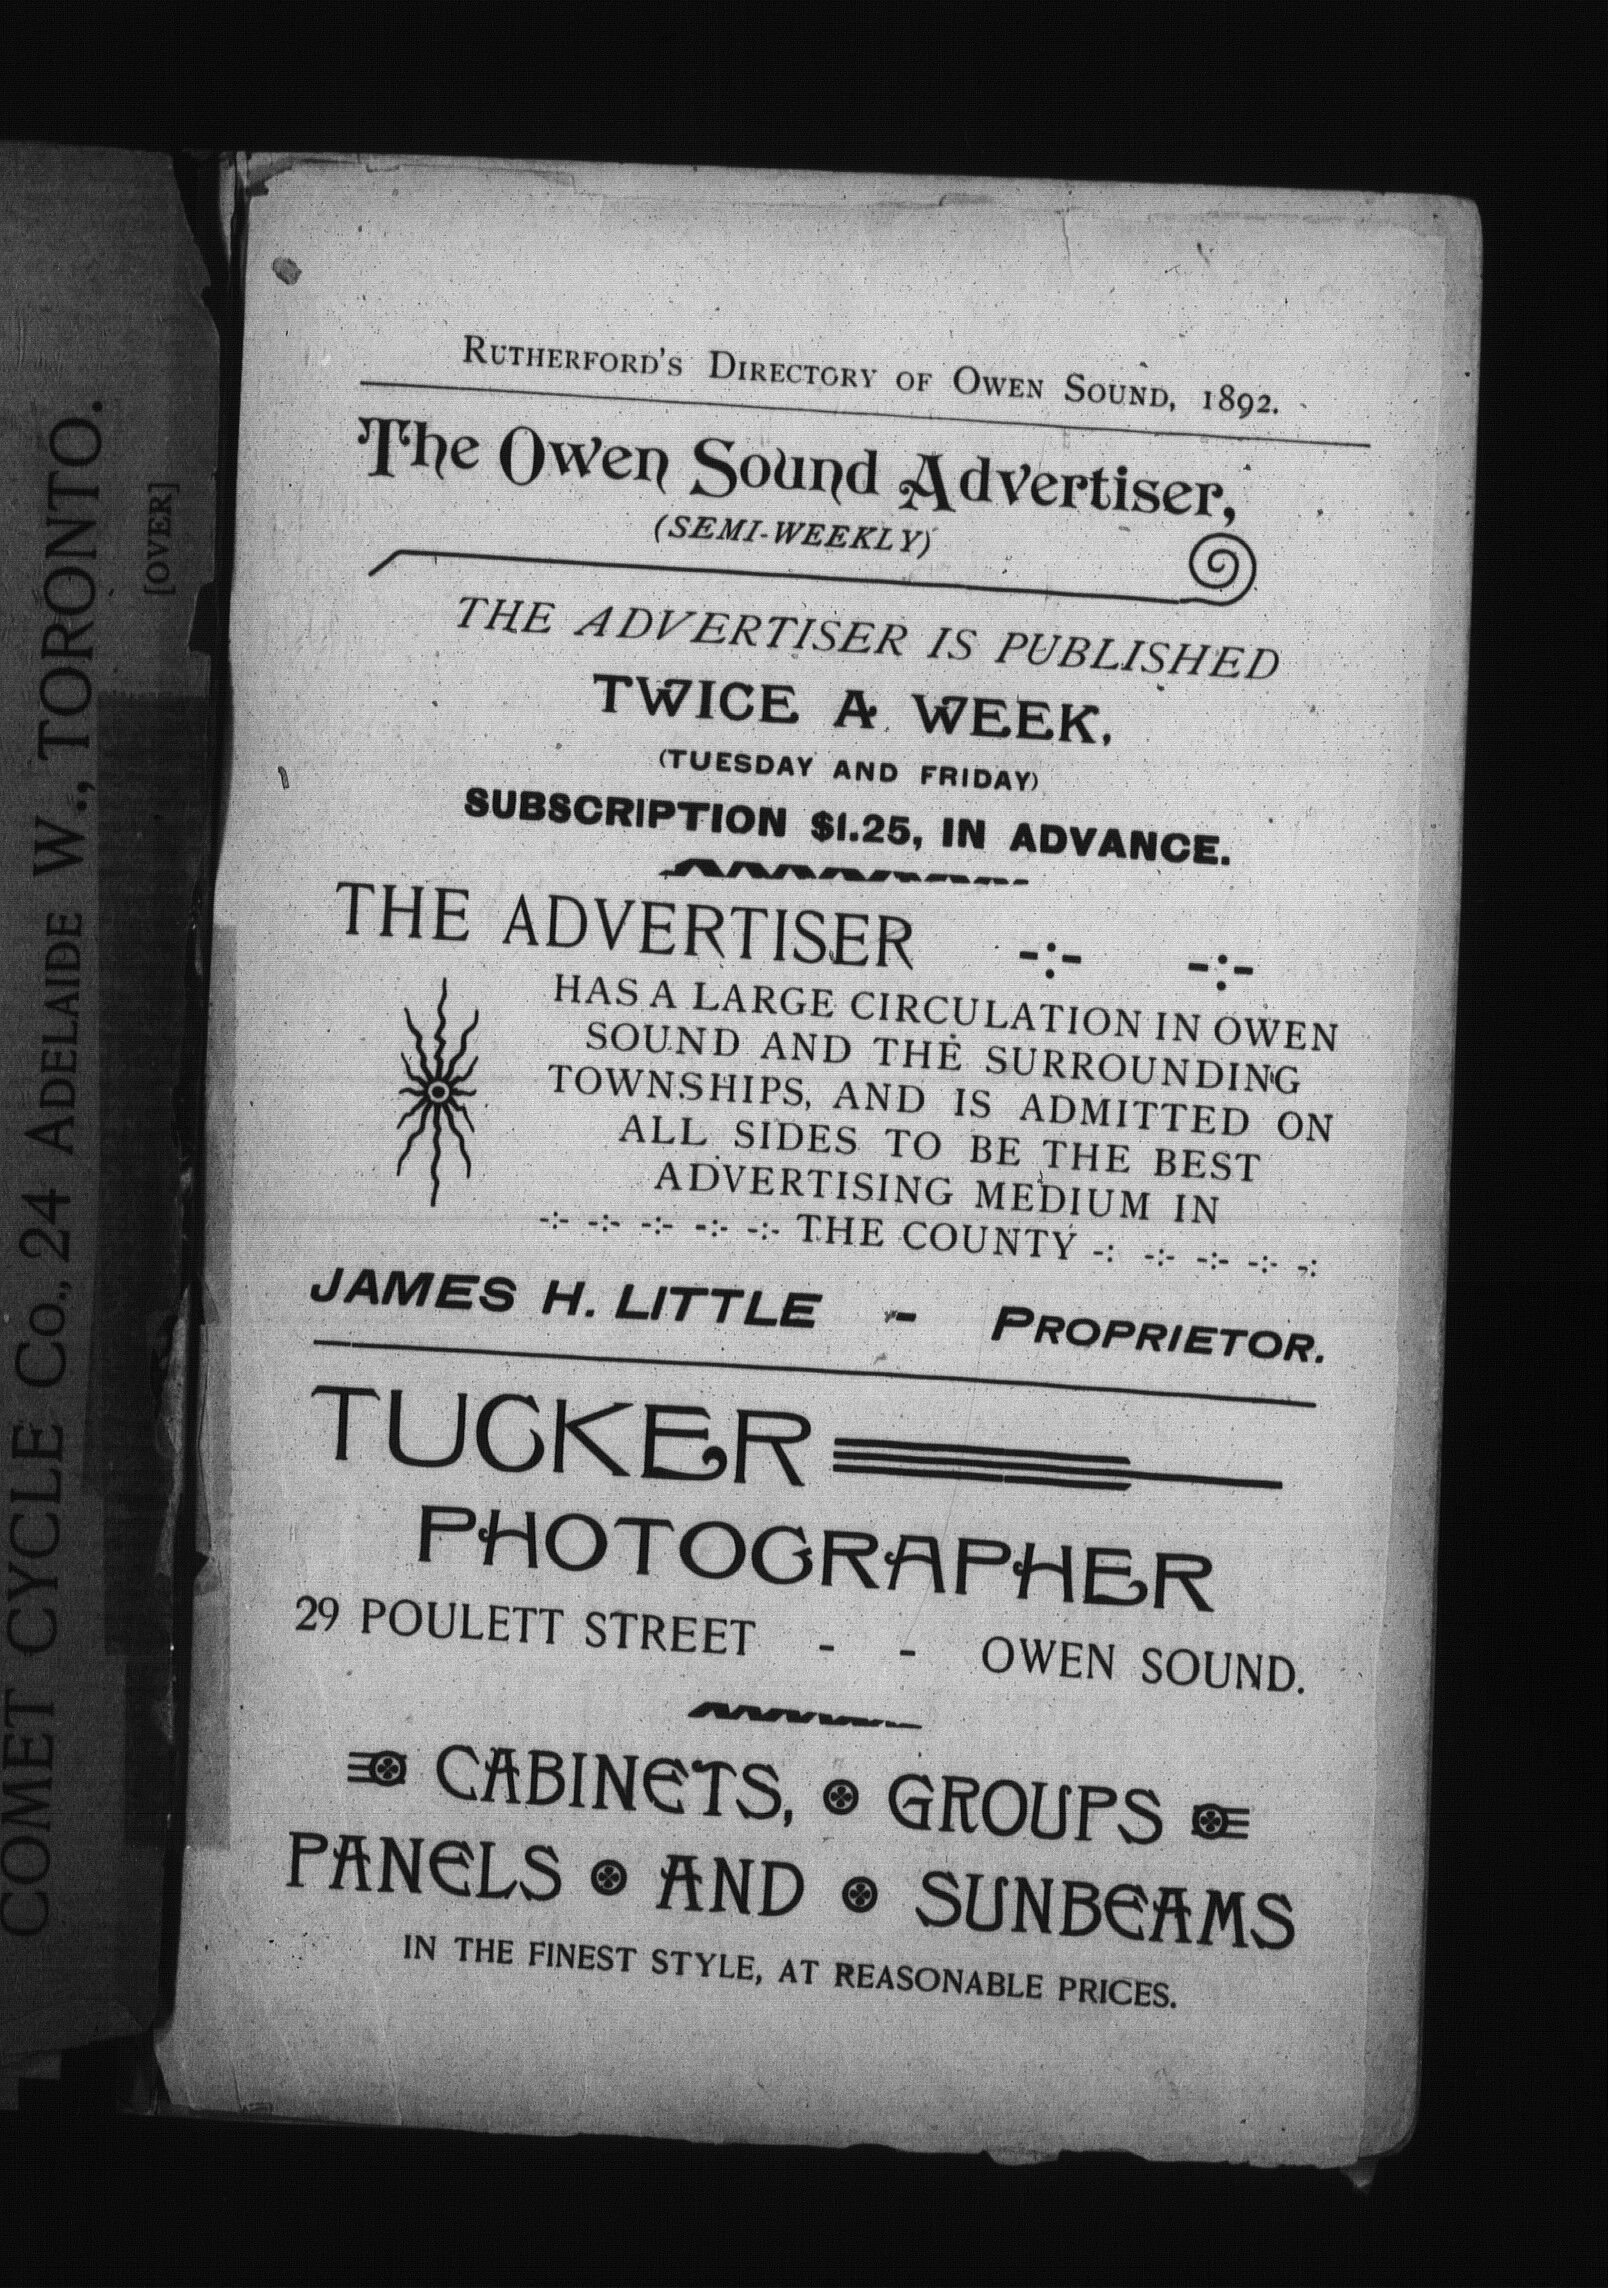 COMET CYCLE Co., 24 ADELAIDE W., TORONTO.
[OVER]
RUTHERFORD'S DIRECTORY OF OWEN SOUND, 1892.
The Owen Sound Advertiser,
(SEMI-WEEKLY)
THE ADVERTISER IS PUBLISHED
TWICE A WEEK,
(TUESDAY AND FRIDAY)
SUBSCRIPTION $1.25, IN ADVANCE.
THE ADVERTISER -:- -:-
HAS A LARGE CIRCULATION IN OWEN
SOUND AND THE SURROUNDING
TOWNSHIPS, AND IS ADMITTED ON
ALL SIDES TO BE THE BEST
ADVERTISING MEDIUM IN
-:- -:- -:- -:- -:- THE COUNTY -: -:- -:- -:- -:
JAMES H. LITTLE - PROPRIETOR.
TUCKER
PHOTOGRAPHER
29 POULETT STREET - - OWEN SOUND.
CABINETS, GROUPS
PANELS AND SUNBEAMS
IN THE FINEST STYLE, AT REASONABLE PRICES.